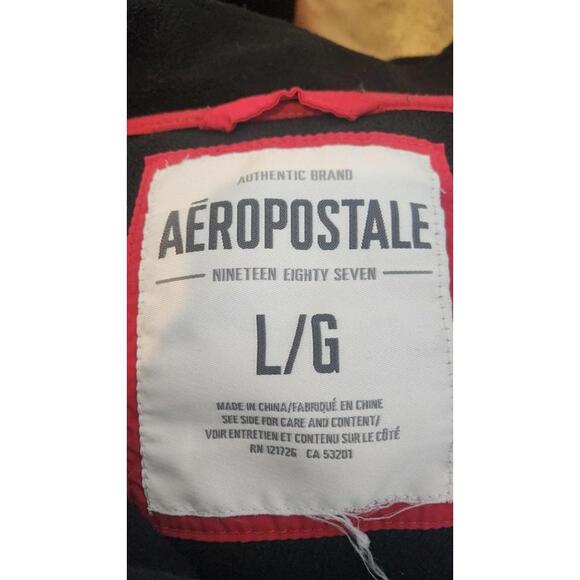 AUTHENTIC BRAND
AÉROPOSTALE
NINETEEN EIGHTY SEVEN
L/G
MADE IN CHINA/FABRIQUÉ EN CHINE
SEE SIDE FOR CARE AND CONTENT/
VOIR ENTRETIEN ET CONTENU SUR LE CÔTÉ
RN 121726 CA 53201